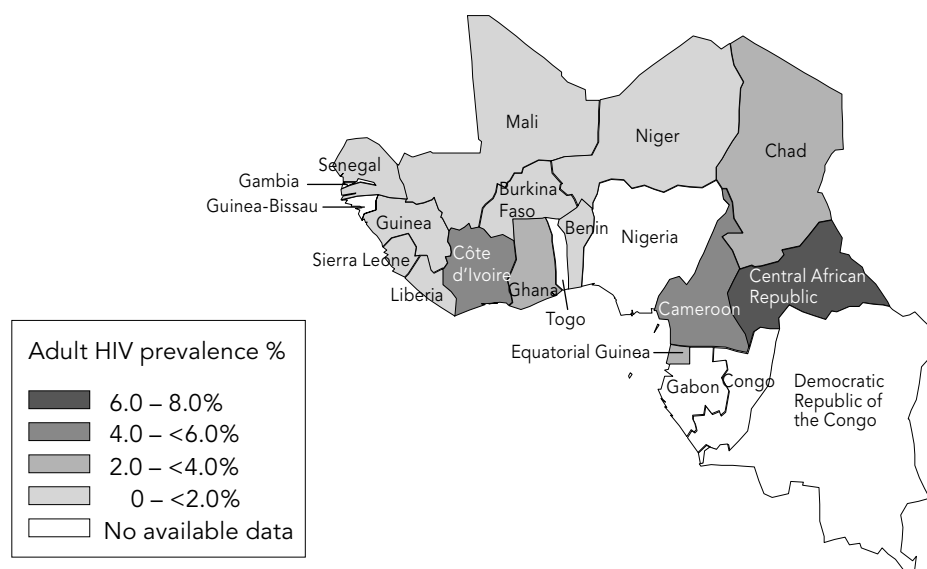 Mali
Niger
Chad
Senegal
Gambia
Guinea-Bissau
Burkina
Faso
Guinea
Benin
Nigeria
Sierra Leone
Côte
d’Ivoire
Central African
Republic
Liberia
Ghana
Cameroon
Togo
Equatorial Guinea
Gabon
Congo
Democratic
Republic of
the Congo
Adult HIV prevalence %
6.0 – 8.0%
4.0 – <6.0%
2.0 – <4.0%
0 – <2.0%
No available data